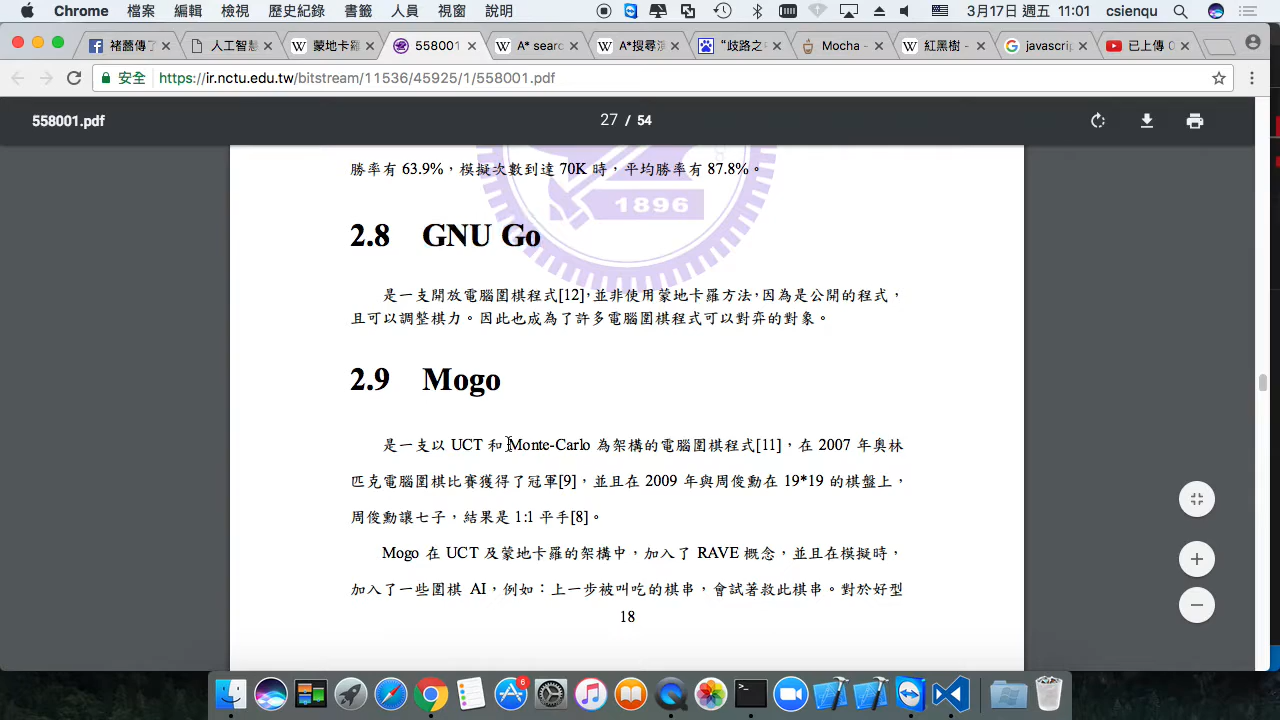 Chrome 檔案 編輯 檢視 歷史紀錄 書籤 人員 視窗 說明 3月17日 週五 11:01 csienqu
褚藞傳了 人工智慧 蒙地卡羅 558001 A* sear A*搜尋演 “歧路之 Mocha - 紅黑樹 - javascrip 已上傳 (
安全 https://ir.nctu.edu.tw/bitstream/11536/45925/1/558001.pdf
558001.pdf 27 / 54
勝率有 63.9%，模擬次數到達 70K 時，平均勝率有 87.8%。
1896
2.8 GNU Go
是一支開放電腦圍棋程式[12]，並非使用蒙地卡羅方法，因為是公開的程式，
且可以調整棋力。因此也成為了許多電腦圍棋程式可以對弈的對象。
2.9 Mogo
是一支以 UCT 和 Monte-Carlo 為架構的電腦圍棋程式[11]，在 2007 年奧林
匹克電腦圍棋比賽獲得了冠軍[9]，並且在 2009 年與周俊勳在 19*19 的棋盤上，
周俊勳讓七子，結果是 1:1 平手[8]。
Mogo 在 UCT 及蒙地卡羅的架構中，加入了 RAVE 概念，並且在模擬時，
加入了一些圍棋 AI，例如：上一步被叫吃的棋串，會試著救此棋串。對於好型
18
6